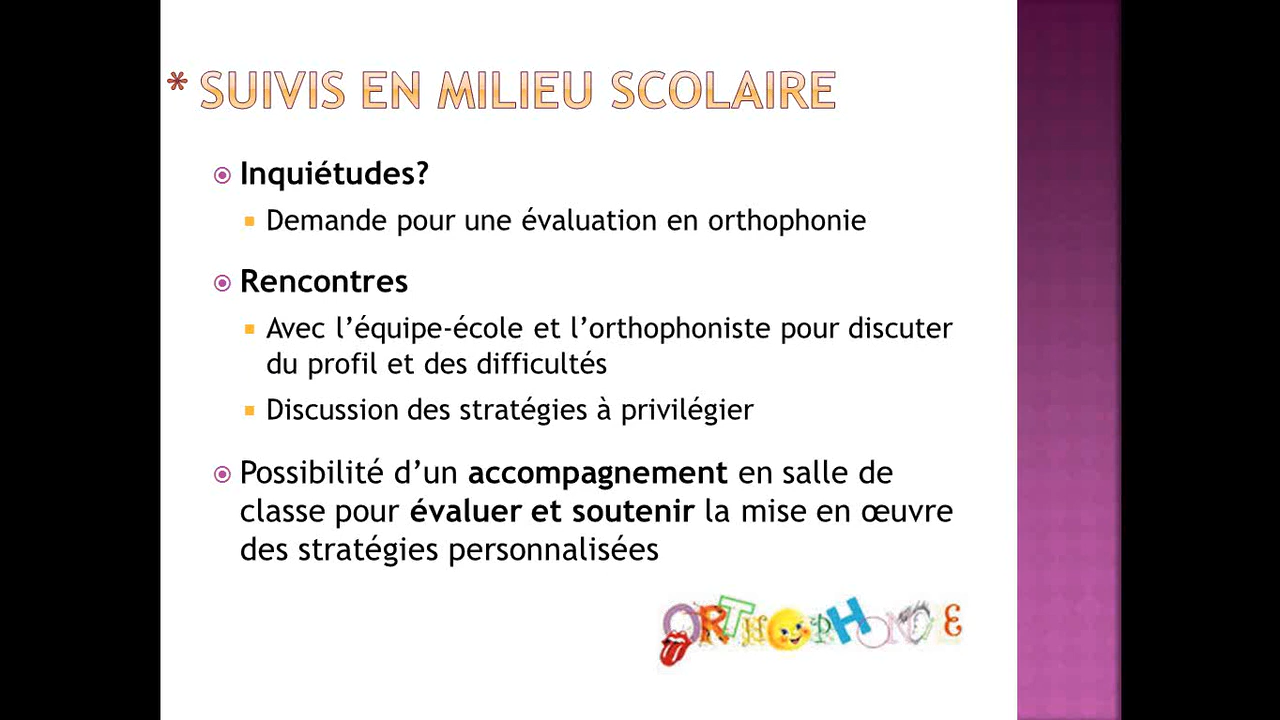 * SUIVIS EN MILIEU SCOLAIRE
Inquiétudes?
Demande pour une évaluation en orthophonie
Rencontres
Avec l’équipe-école et l’orthophoniste pour discuter
du profil et des difficultés
Discussion des stratégies à privilégier
Possibilité d’un accompagnement en salle de
classe pour évaluer et soutenir la mise en œuvre
des stratégies personnalisées
ORTHOPHONIE